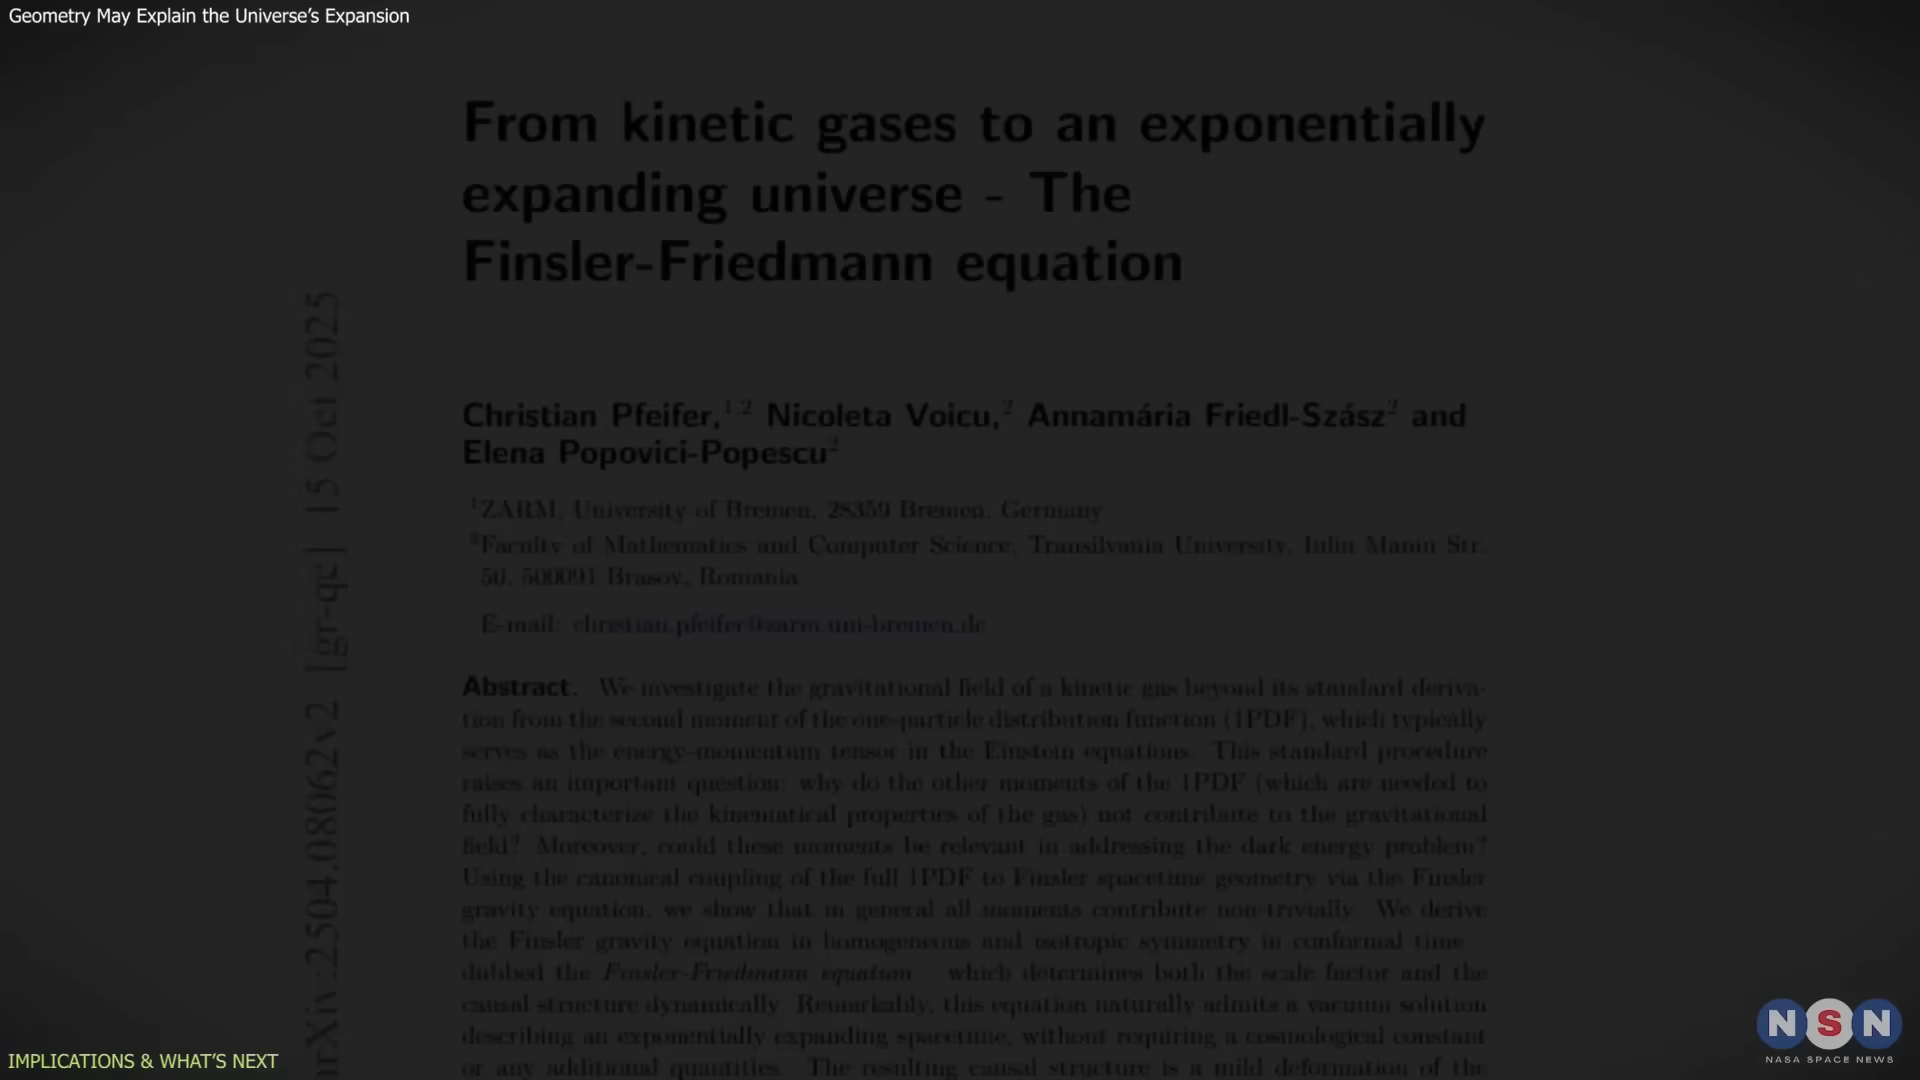 Geometry May Explain the Universe’s Expansion
From kinetic gases to an exponentially
expanding universe - The
Finsler-Friedmann equation
Christian Pfeifer,1,2 Nicoleta Voicu,2 Annamária Friedl-Szász2 and
Elena Popovici-Popescu2
1ZARM, University of Bremen, 28359 Bremen, Germany
2Faculty of Mathematics and Computer Science, Transilvania University, Iuliu Maniu Str.
50, 500091 Brasov, Romania
E-mail: christian.pfeifer@zarm.uni-bremen.de
Abstract. We investigate the gravitational field of a kinetic gas beyond its standard deriva-
tion from the second moment of the one-particle distribution function (1PDF), which typically
serves as the energy-momentum tensor in the Einstein equations. This standard procedure
raises an important question: why do the other moments of the 1PDF (which are needed to
fully characterize the kinematical properties of the gas) not contribute to the gravitational
field? Moreover, could these moments be relevant in addressing the dark energy problem?
Using the canonical coupling of the full 1PDF to Finsler spacetime geometry via the Finsler
gravity equation, we show that in general all moments contribute non-trivially. We derive
the Finsler gravity equation in homogeneous and isotropic symmetry in conformal time
dubbed the Finsler-Friedmann equation which determines both the scale factor and the
causal structure dynamically. Remarkably, this equation naturally admits a vacuum solution
describing an exponentially expanding spacetime, without requiring a cosmological constant
or any additional quantities. The resulting causal structure is a mild deformation of the
arXiv:2504.08062v2 [gr-qc] 15 Oct 2025
IMPLICATIONS & WHAT’S NEXT
NSN
NASA SPACE NEWS